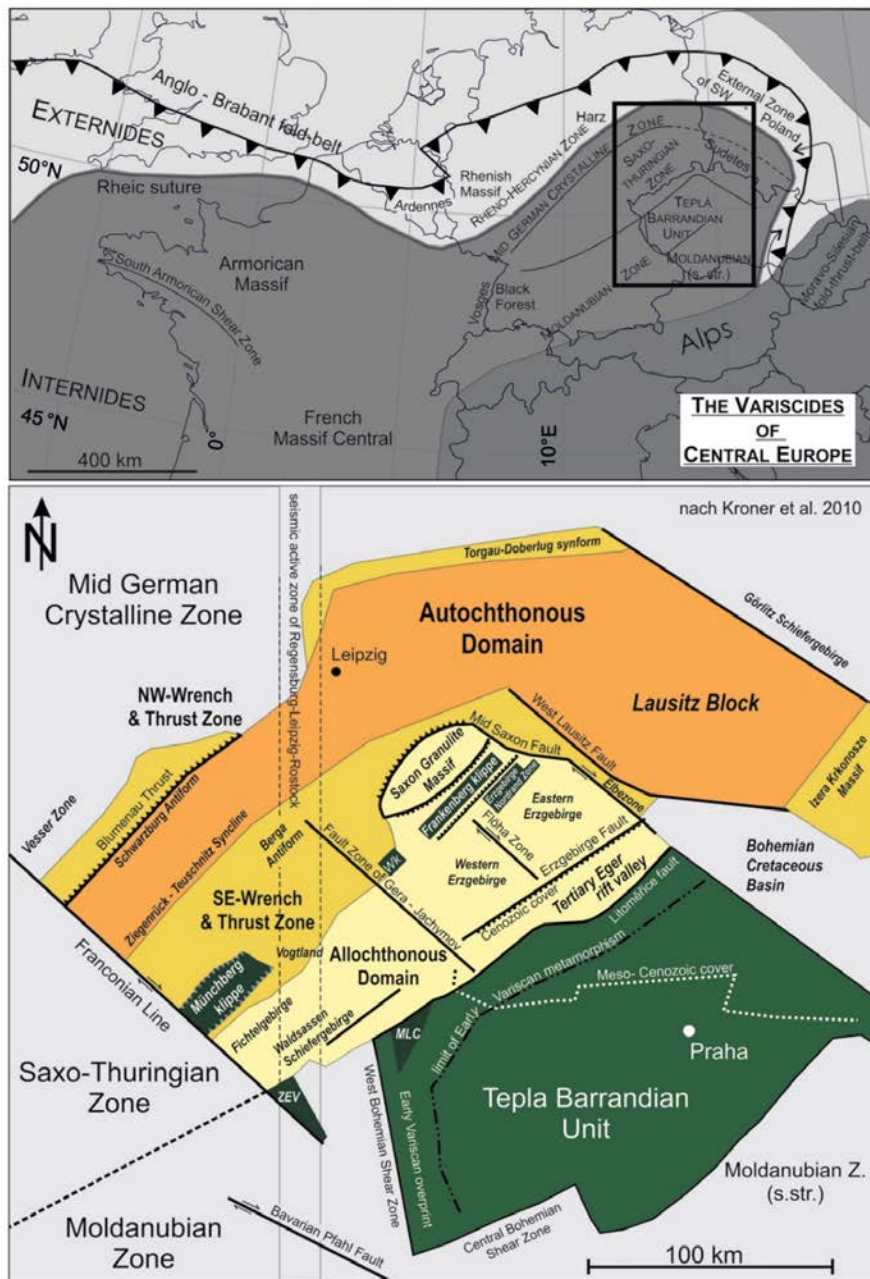 Anglo - Brabant fold-belt
EXTERNIDES
50°N
Rheic suture
Ardennes
Rhenish
Massif
RHENO-HERCYNIAN ZONE
Harz
MID GERMAN CRYSTALLINE ZONE
SAXO-
THURINGIAN
ZONE
External Zone
of SW
Poland
Sudetes
TEPLÁ
BARRANDIAN
UNIT
MOLDANUBIAN
(s. str.)
MOLDANUBIAN ZONE
Moravo-Silesian
fold-thrust-belt
Armorican
Massif
South Armorican Shear Zone
Vosges
Black
Forest
Alps
INTERNIDES
45°N
0°
French
Massif Central
10°E
400 km
THE VARISCIDES
OF
CENTRAL EUROPE
N
nach Kroner et al. 2010
seismic active zone of Regensburg-Leipzig-Rostock
Mid German
Crystalline Zone
Torgau-Doberlug synform
Görlitz Schiefergebirge
Autochthonous
Domain
Leipzig
Lausitz Block
NW-Wrench
& Thrust Zone
West Lausitz Fault
Mid Saxon Fault
Izera Krkonosze
Massif
Vesser Zone
Blumenau Thrust
Schwarzburg Antiform
Saxon Granulite
Massif
Frankenberg klippe
Erzgebirge
Nordrand Zone
Elbezone
Eastern
Erzgebirge
Flöha Zone
Ziegenrück - Teuschnitz Syncline
Berga
Antiform
Wk
Fault Zone of Gera - Jachymov
Western
Erzgebirge
Erzgebirge Fault
Cenozoic cover
Tertiary Eger
rift valley
Bohemian
Cretaceous
Basin
SE-Wrench
& Thrust Zone
Vogtland
Allochthonous
Domain
Litoměřice fault
Franconian Line
Münchberg
klippe
Fichtelgebirge
Waldsassen
Schiefergebirge
limit of Early Variscan metamorphism
Meso- Cenozoic cover
MLC
Praha
Saxo-Thuringian
Zone
ZEV
West Bohemian Shear Zone
Early Variscan overprint
Tepla Barrandian
Unit
Moldanubian Z.
(s.str.)
Moldanubian
Zone
Bavarian Pfahl Fault
Central Bohemian
Shear Zone
100 km